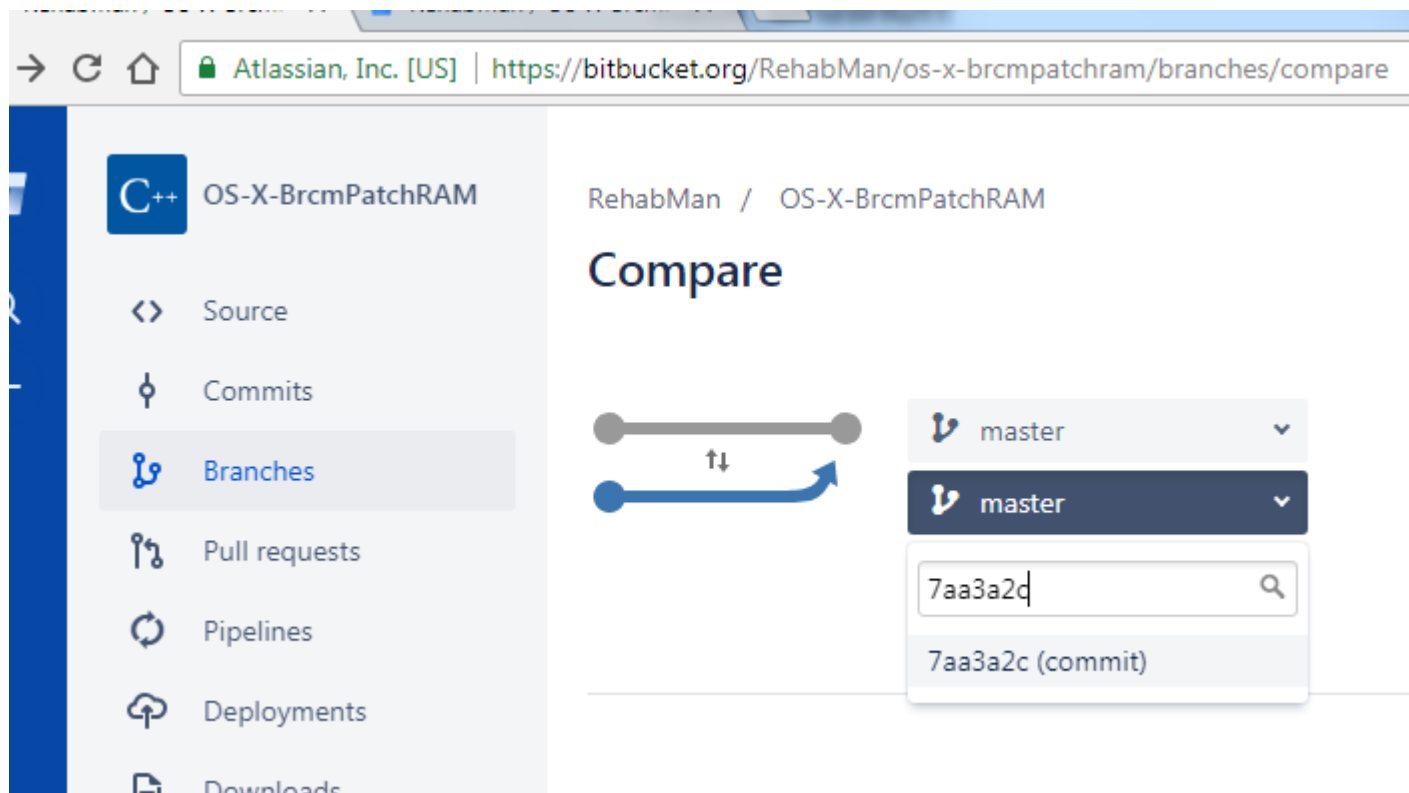 Atlassian, Inc. [US] | https://bitbucket.org/RehabMan/os-x-brcmpatchram/branches/compare
C++ OS-X-BrcmPatchRAM
RehabMan / OS-X-BrcmPatchRAM
Compare
Source
Commits
master
Branches
master
Pull requests
7aa3a2c
Pipelines
7aa3a2c (commit)
Deployments
Downloads